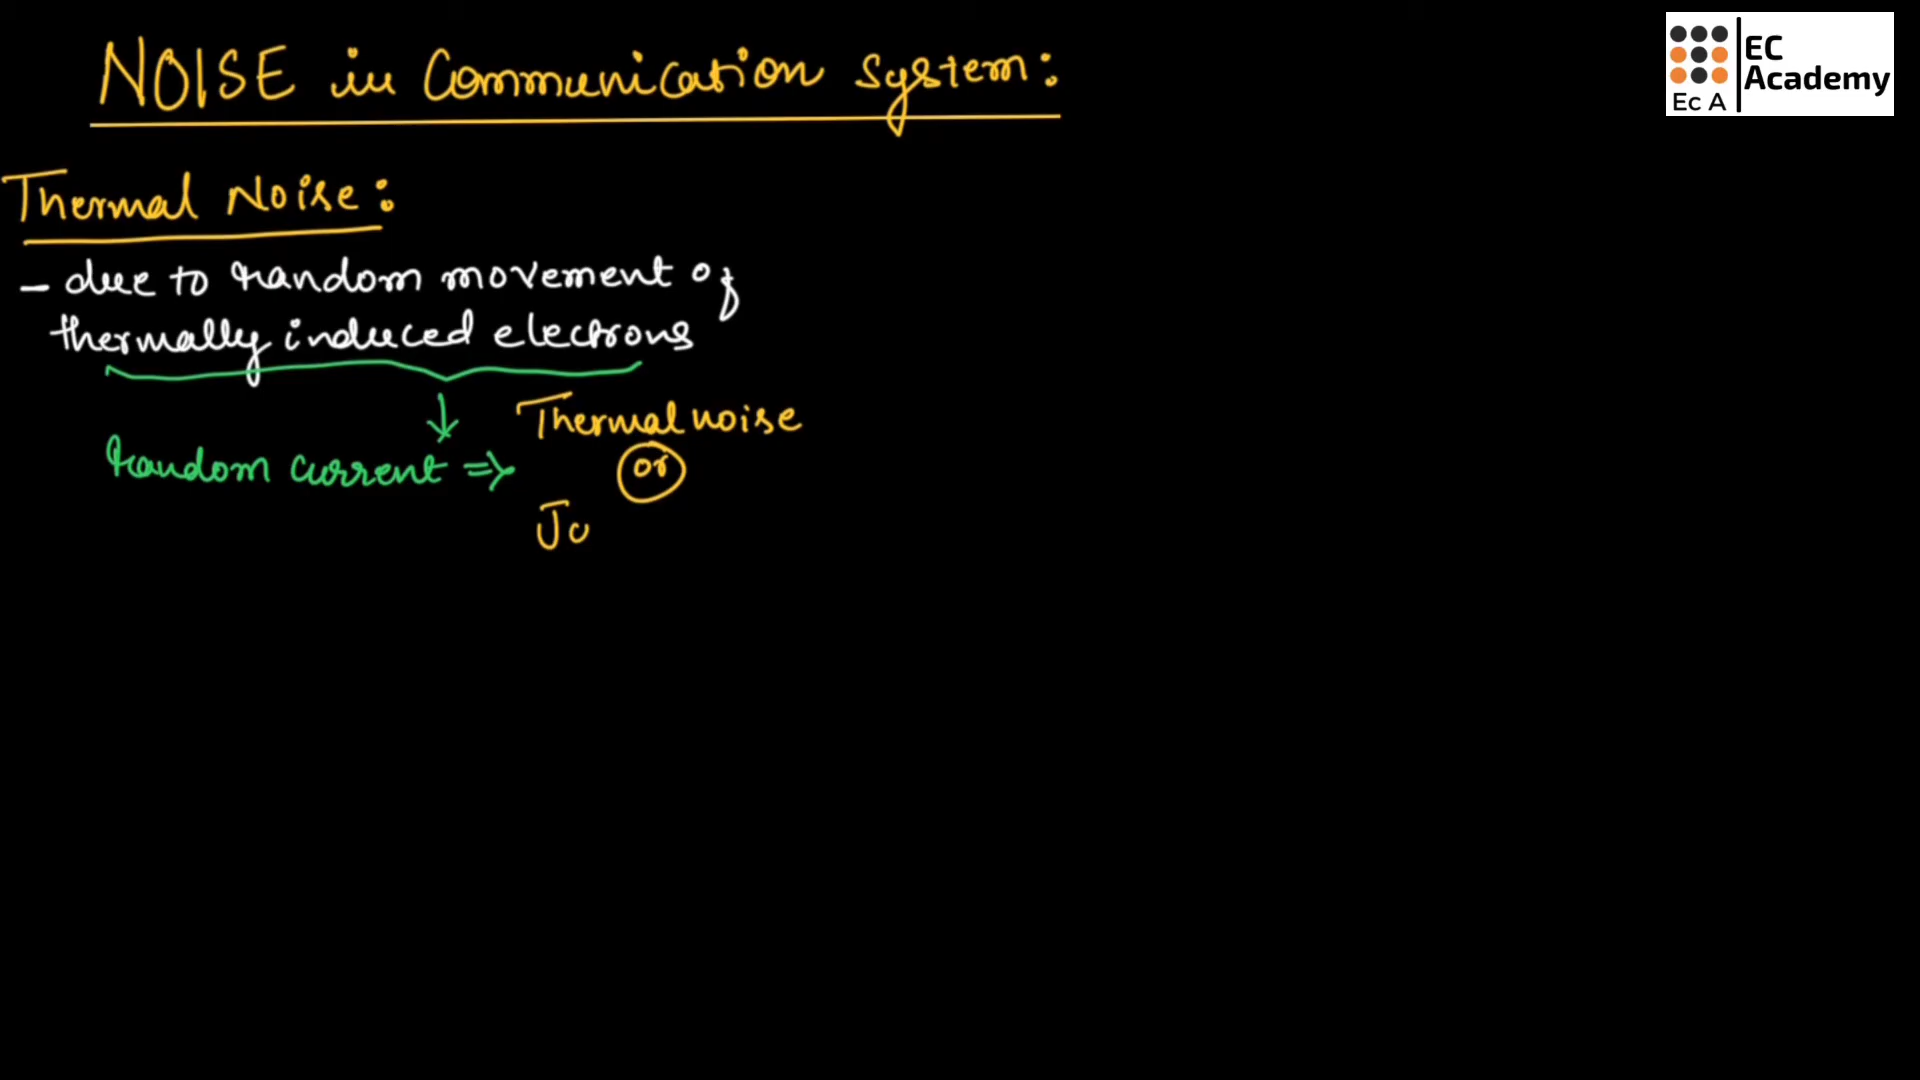 NOISE in Communication System:
EC
Academy
Ec A
Thermal Noise:
- due to random movement of
thermally induced electrons
Thermal noise
Random current ⇒
or
Jo